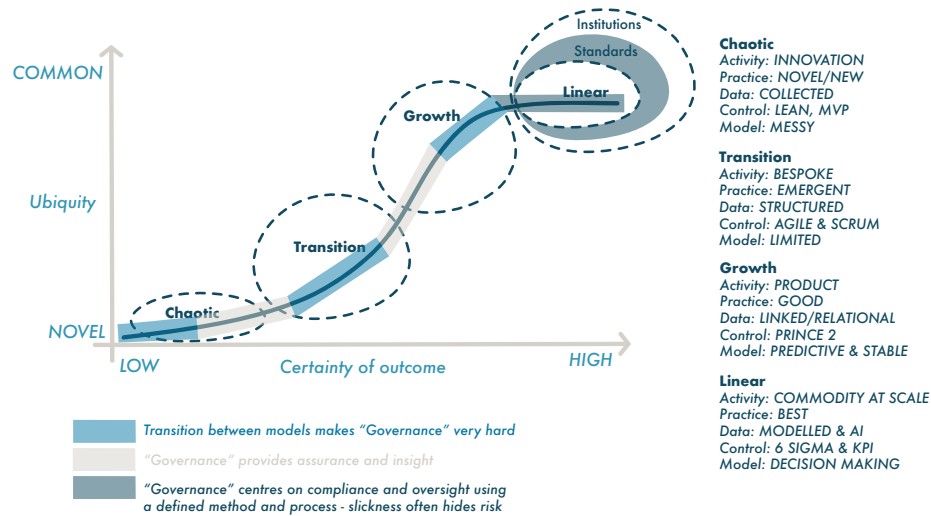 Institutions
Standards
Linear
Growth
Transition
Chaotic
COMMON
Ubiquity
NOVEL
LOW
Certainty of outcome
HIGH
Transition between models makes “Governance” very hard
“Governance” provides assurance and insight
“Governance” centres on compliance and oversight using
a defined method and process - slickness often hides risk
Chaotic
Activity: INNOVATION
Practice: NOVEL/NEW
Data: COLLECTED
Control: LEAN, MVP
Model: MESSY
Transition
Activity: BESPOKE
Practice: EMERGENT
Data: STRUCTURED
Control: AGILE & SCRUM
Model: LIMITED
Growth
Activity: PRODUCT
Practice: GOOD
Data: LINKED/RELATIONAL
Control: PRINCE 2
Model: PREDICTIVE & STABLE
Linear
Activity: COMMODITY AT SCALE
Practice: BEST
Data: MODELLED & AI
Control: 6 SIGMA & KPI
Model: DECISION MAKING